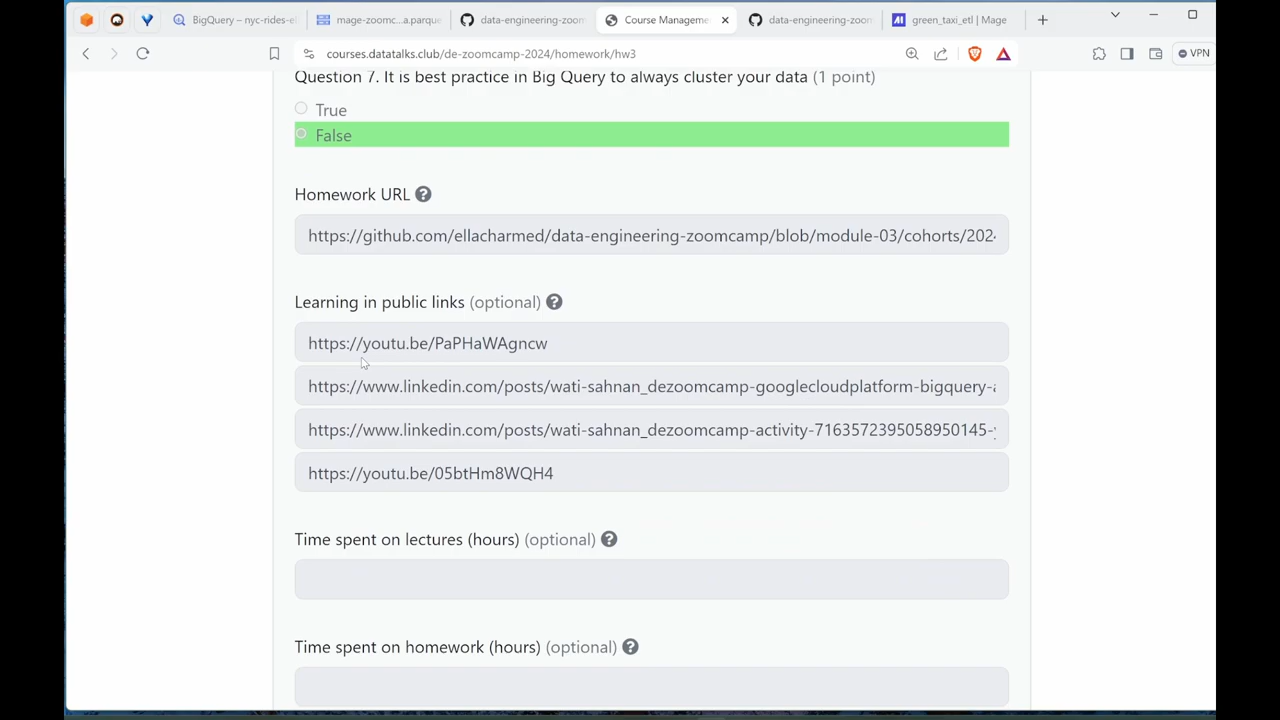 BigQuery – nyc-rides-el
mage-zoomc...a.parque
data-engineering-zoom
Course Manageme
data-engineering-zoom
green_taxi_etl | Mage
courses.datatalks.club/de-zoomcamp-2024/homework/hw3
VPN
Question 7. It is best practice in Big Query to always cluster your data (1 point)
True
False
Homework URL
https://github.com/ellacharmed/data-engineering-zoomcamp/blob/module-03/cohorts/202
Learning in public links (optional)
https://youtu.be/PaPHaWAgncw
https://www.linkedin.com/posts/wati-sahnan_dezoomcamp-googlecloudplatform-bigquery-
https://www.linkedin.com/posts/wati-sahnan_dezoomcamp-activity-7163572395058950145-
https://youtu.be/05btHm8WQH4
Time spent on lectures (hours) (optional)
Time spent on homework (hours) (optional)